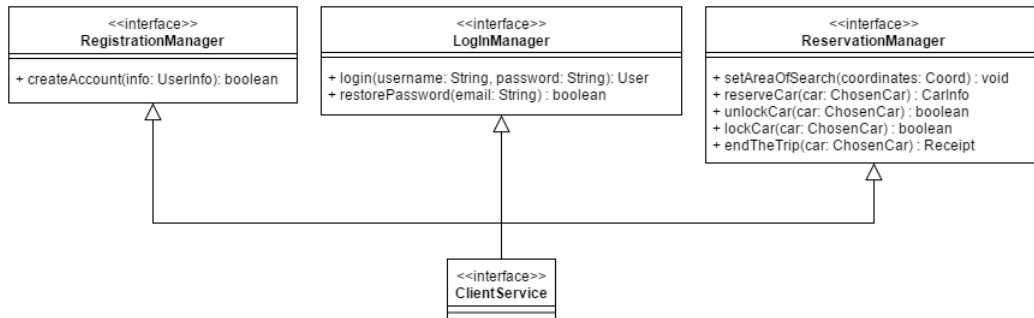 <<interface>>
RegistrationManager
+ createAccount(info: UserInfo): boolean
<<interface>>
LogInManager
+ login(username: String, password: String): User
+ restorePassword(email: String) : boolean
<<interface>>
ReservationManager
+ setAreaOfSearch(coordinates: Coord) : void
+ reserveCar(car: ChosenCar) : CarInfo
+ unlockCar(car: ChosenCar) : boolean
+ lockCar(car: ChosenCar) : boolean
+ endTheTrip(car: ChosenCar) : Receipt
<<interface>>
ClientService